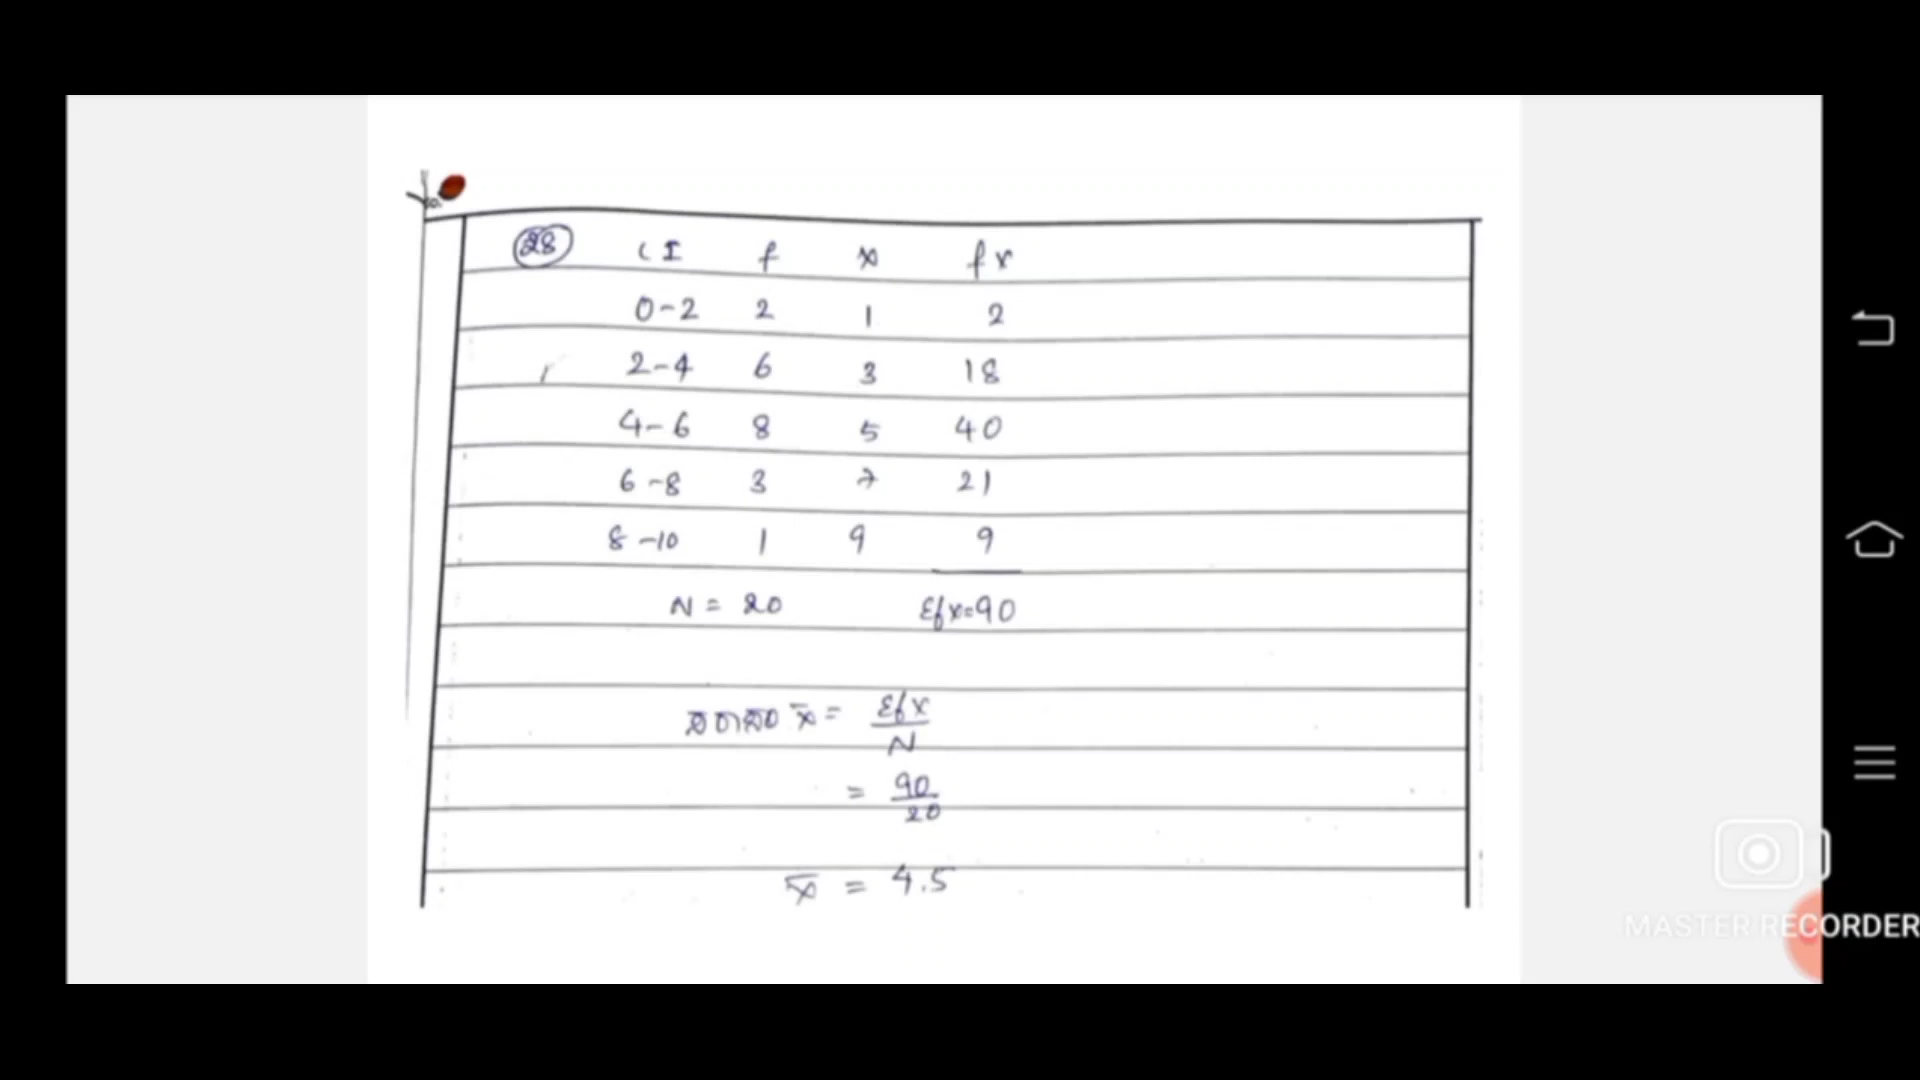 28 CI f x fx
0-2 2 1 2
2-4 6 3 18
4-6 8 5 40
6-8 3 7 21
8-10 1 9 9
N = 20 Σfx=90
x̄ = Σfx/N
= 90/20
x̄ = 4.5
MASTER RECORDER